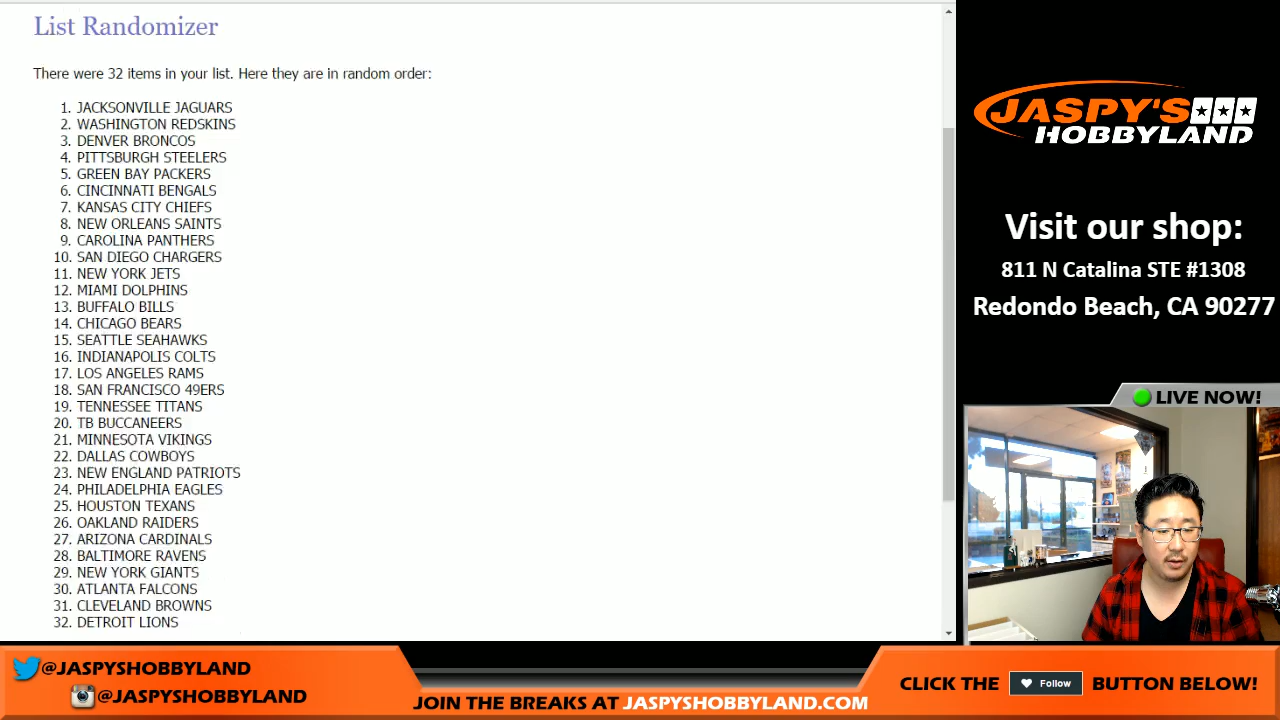 List Randomizer
There were 32 items in your list. Here they are in random order:
1. JACKSONVILLE JAGUARS
2. WASHINGTON REDSKINS
3. DENVER BRONCOS
4. PITTSBURGH STEELERS
5. GREEN BAY PACKERS
6. CINCINNATI BENGALS
7. KANSAS CITY CHIEFS
8. NEW ORLEANS SAINTS
9. CAROLINA PANTHERS
10. SAN DIEGO CHARGERS
11. NEW YORK JETS
12. MIAMI DOLPHINS
13. BUFFALO BILLS
14. CHICAGO BEARS
15. SEATTLE SEAHAWKS
16. INDIANAPOLIS COLTS
17. LOS ANGELES RAMS
18. SAN FRANCISCO 49ERS
19. TENNESSEE TITANS
20. TB BUCCANEERS
21. MINNESOTA VIKINGS
22. DALLAS COWBOYS
23. NEW ENGLAND PATRIOTS
24. PHILADELPHIA EAGLES
25. HOUSTON TEXANS
26. OAKLAND RAIDERS
27. ARIZONA CARDINALS
28. BALTIMORE RAVENS
29. NEW YORK GIANTS
30. ATLANTA FALCONS
31. CLEVELAND BROWNS
32. DETROIT LIONS
JASPY'S
HOBBYLAND
Visit our shop:
811 N Catalina STE #1308
Redondo Beach, CA 90277
LIVE NOW!
@JASPYSHOBBYLAND
@JASPYSHOBBYLAND
JOIN THE BREAKS AT JASPYSHOBBYLAND.COM
CLICK THE Follow BUTTON BELOW!